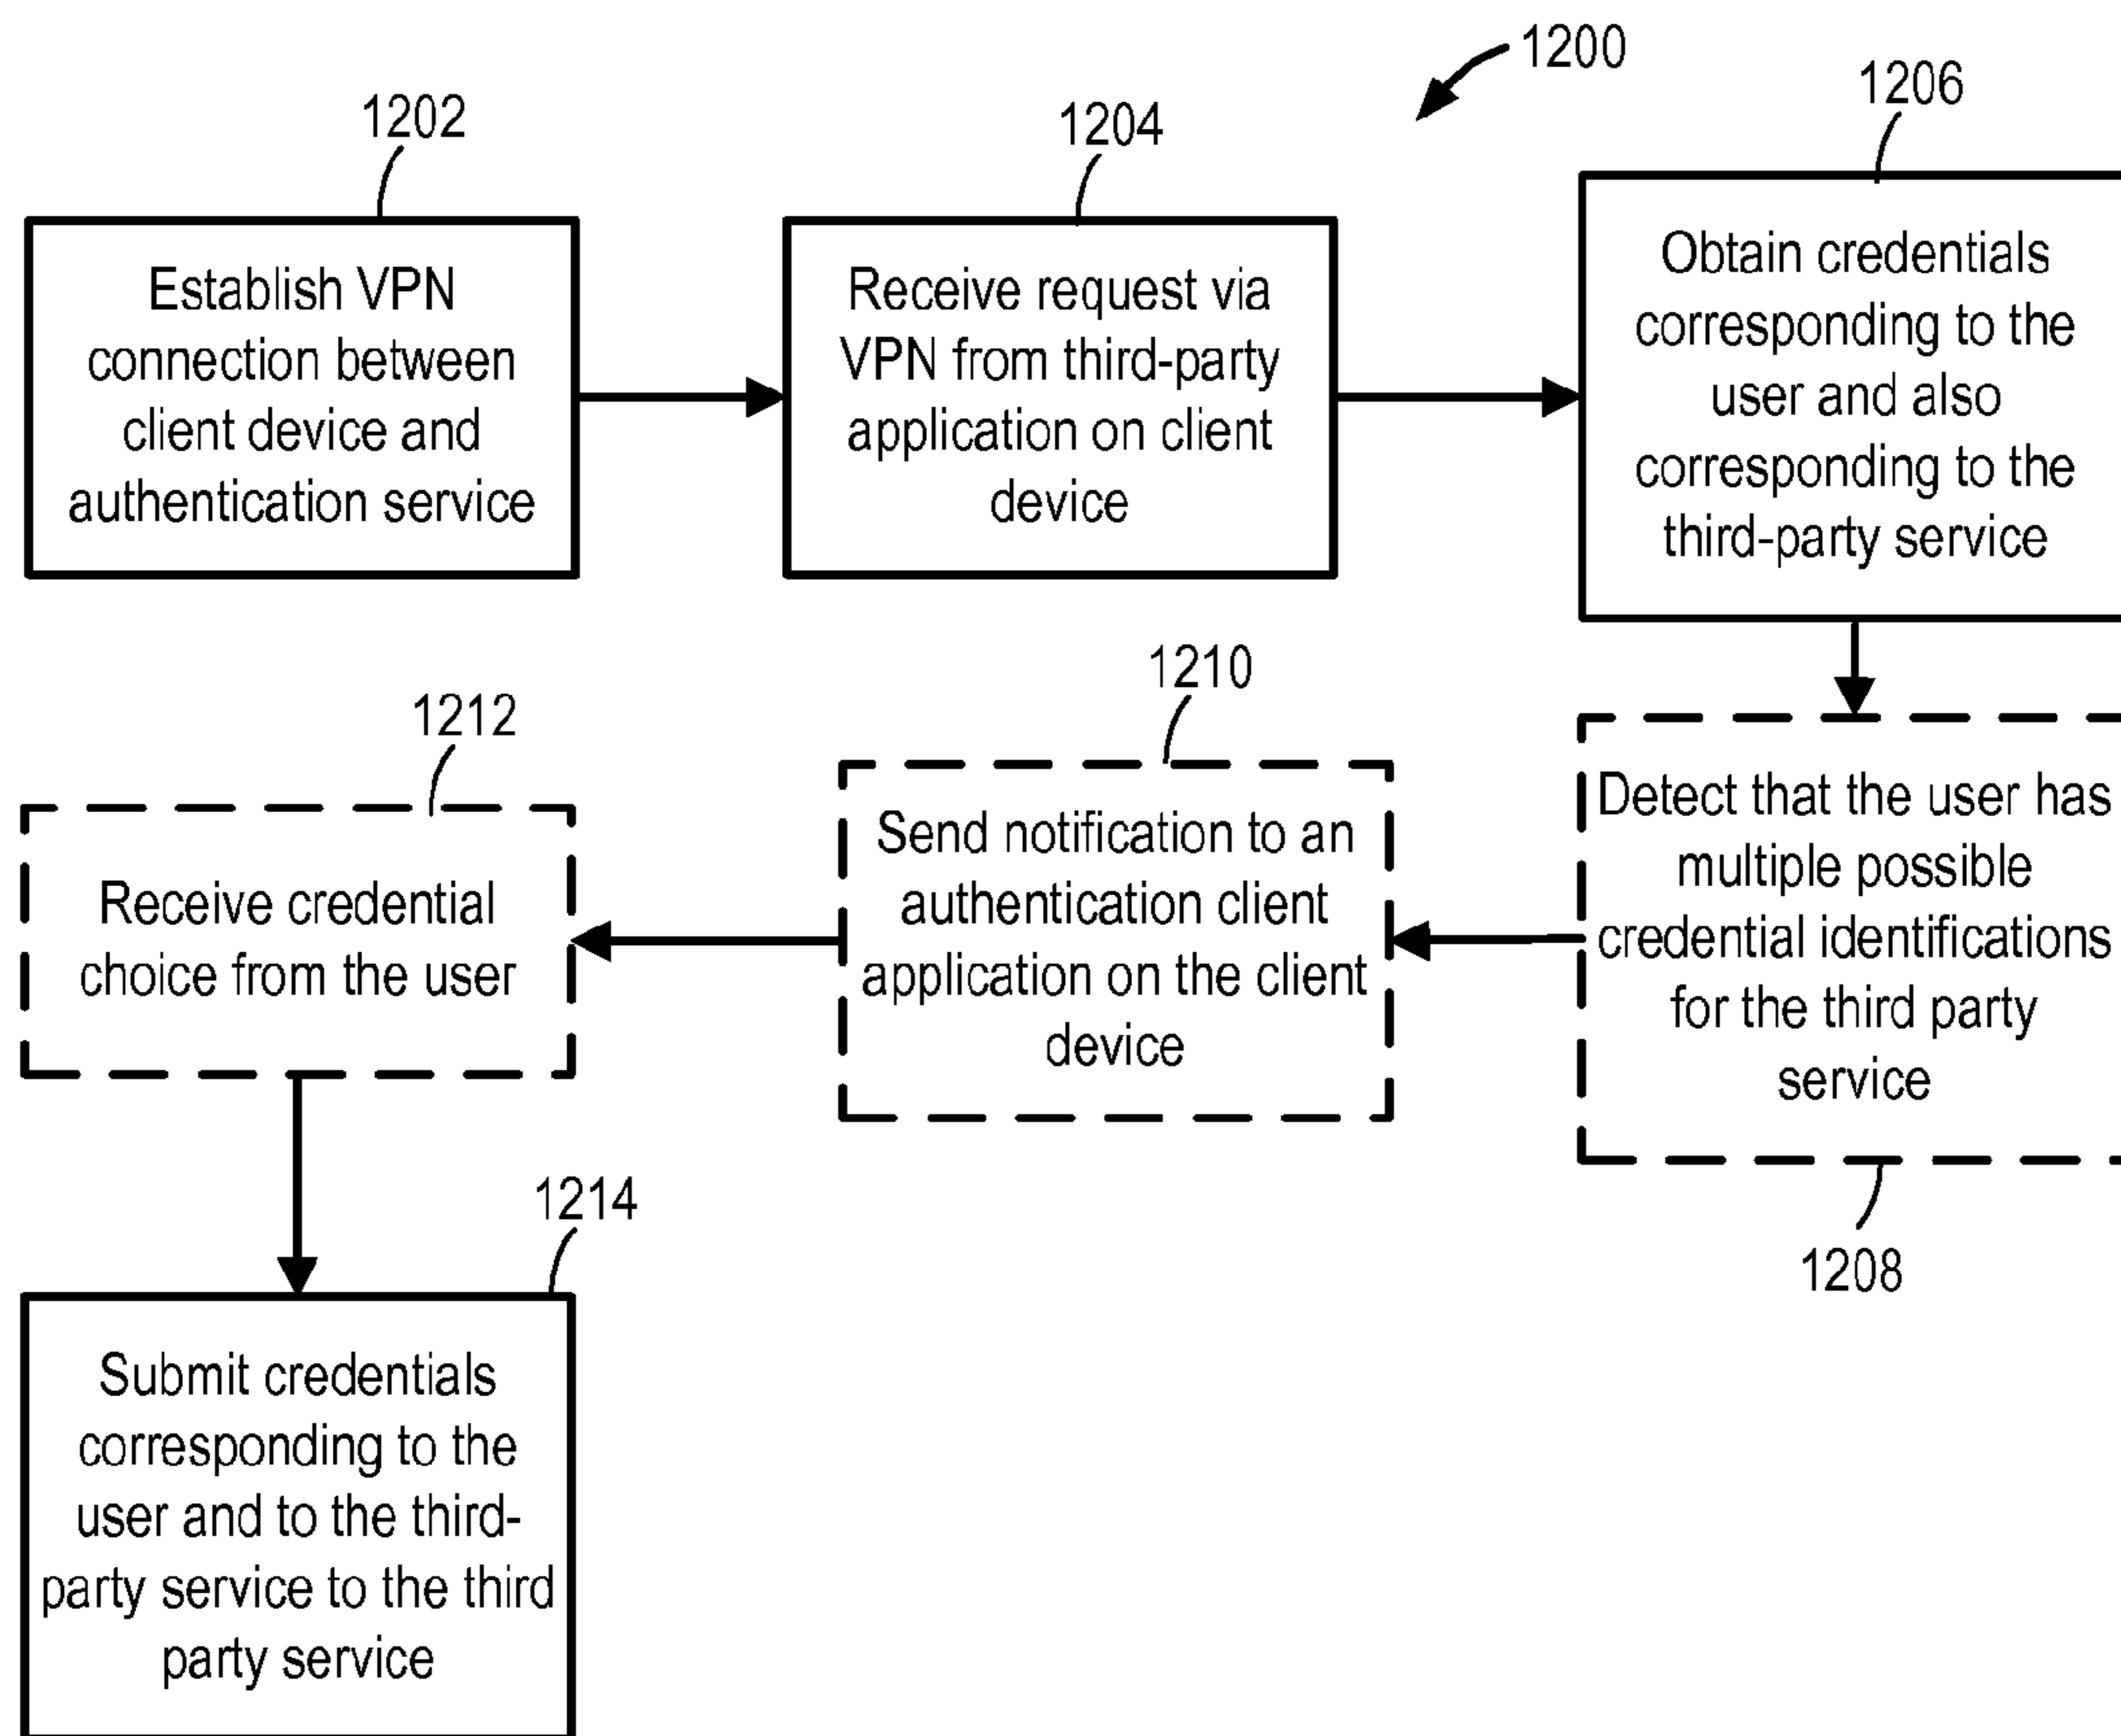 1200
1202
Establish VPN
connection between
client device and
authentication service
1204
Receive request via
VPN from third-party
application on client
device
1206
Obtain credentials
corresponding to the
user and also
corresponding to the
third-party service
1208
Detect that the user has
multiple possible
credential identifications
for the third party
service
1210
Send notification to an
authentication client
application on the client
device
1212
Receive credential
choice from the user
1214
Submit credentials
corresponding to the
user and to the third-
party service to the third
party service